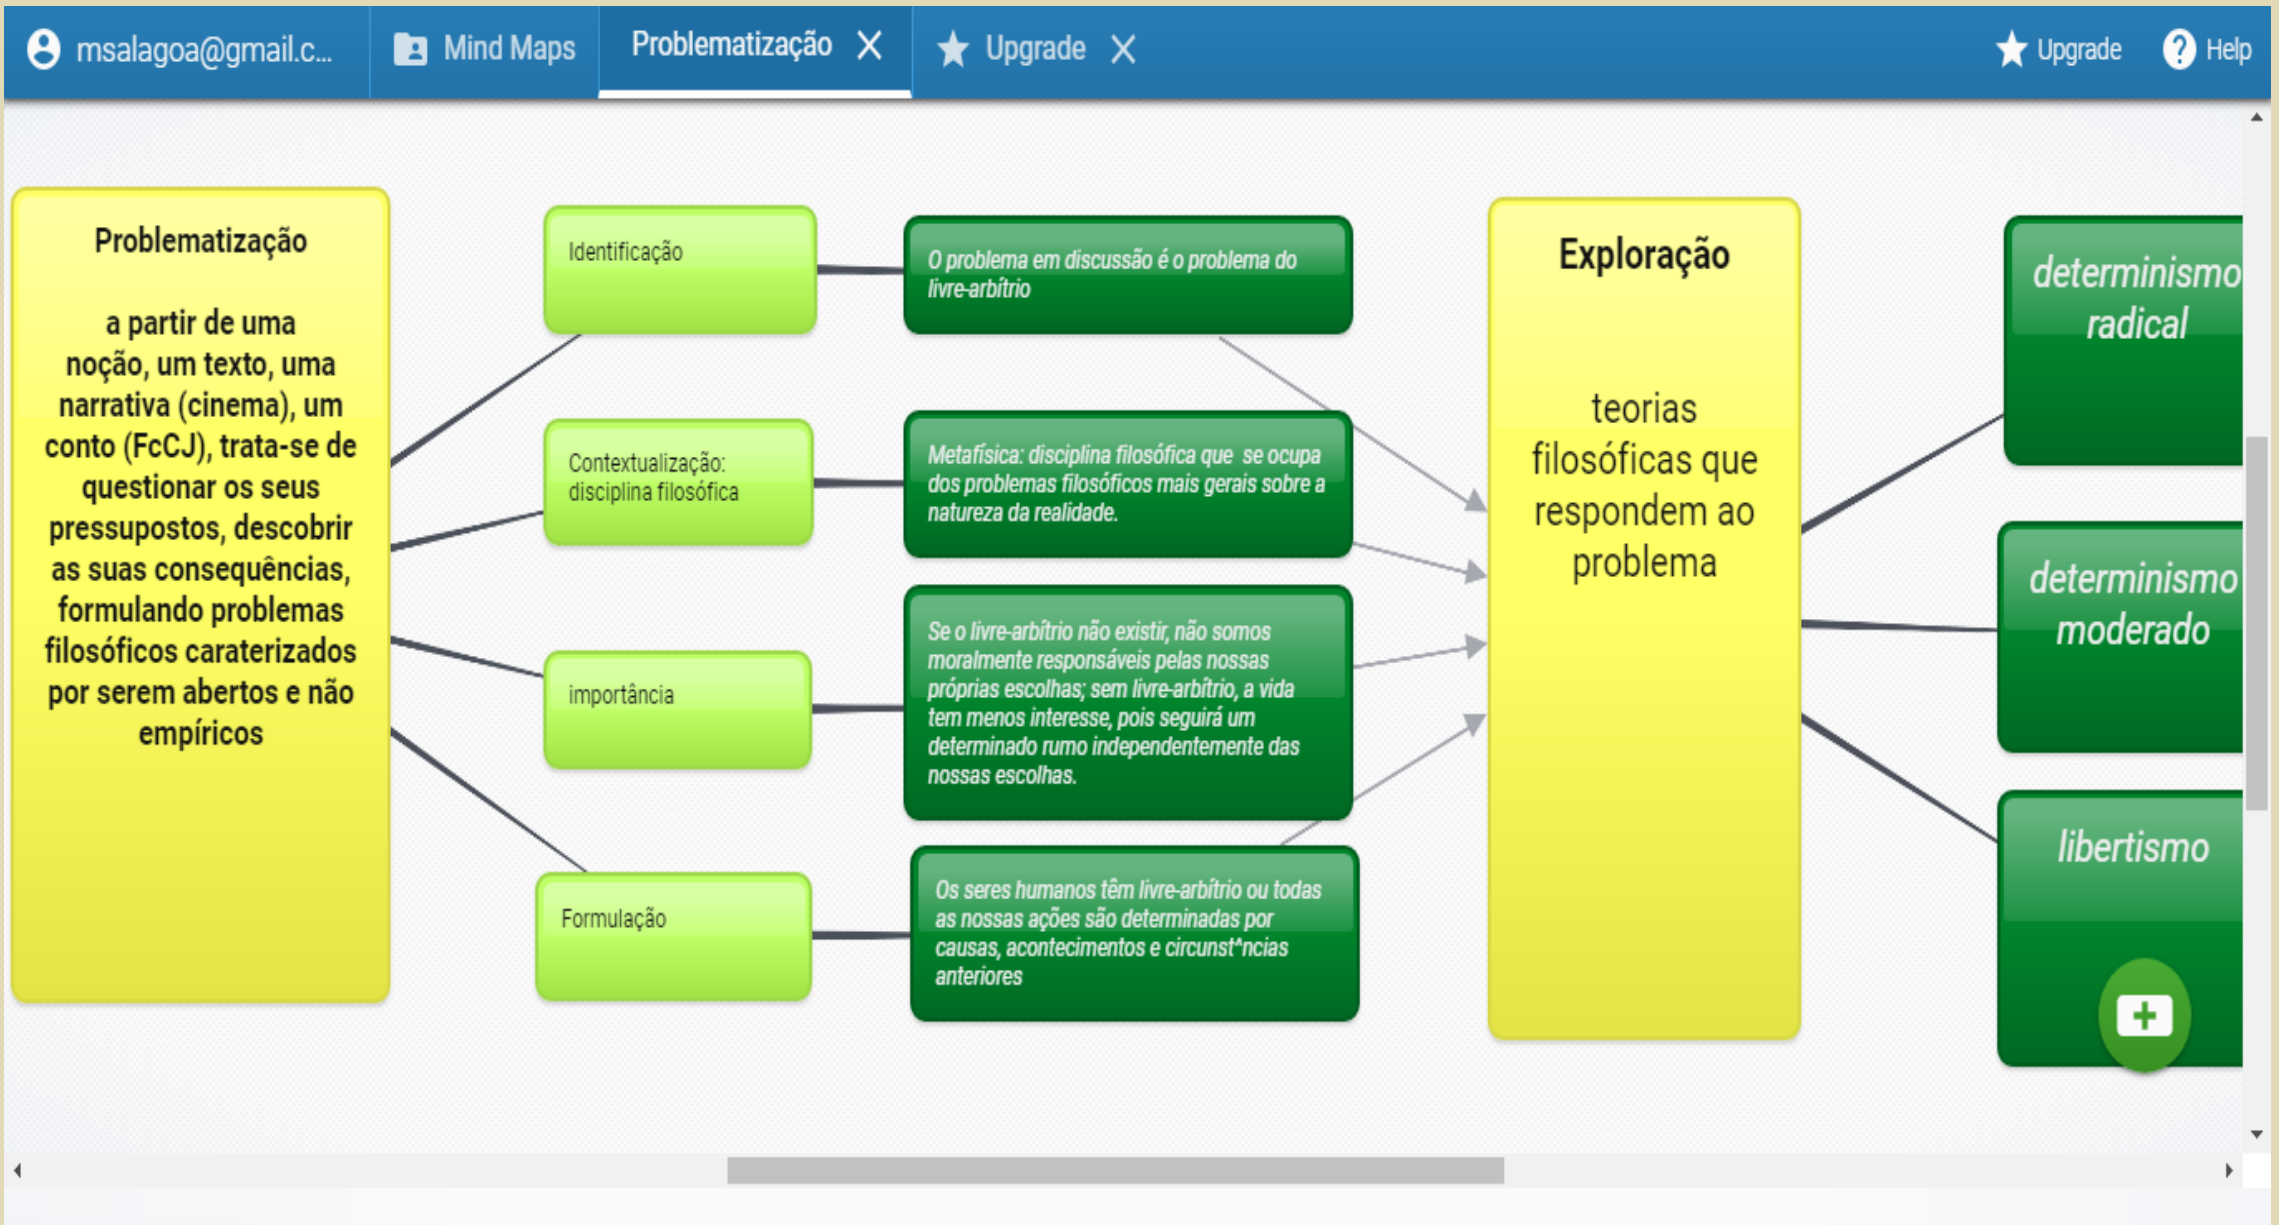 msalagoa@gmail.c...
Mind Maps
Problematização
Upgrade
Upgrade
Help
Problematização
a partir de uma
noção, um texto, uma
narrativa (cinema), um
conto (FcCJ), trata-se de
questionar os seus
pressupostos, descobrir
as suas consequências,
formulando problemas
filosóficos caraterizados
por serem abertos e não
empíricos
Identificação
O problema em discussão é o problema do
livre-arbítrio
Contextualização:
disciplina filosófica
Metafísica: disciplina filosófica que se ocupa
dos problemas filosóficos mais gerais sobre a
natureza da realidade.
importância
Se o livre-arbítrio não existir, não somos
moralmente responsáveis pelas nossas
próprias escolhas; sem livre-arbítrio, a vida
tem menos interesse, pois seguirá um
determinado rumo independentemente das
nossas escolhas.
Formulação
Os seres humanos têm livre-arbítrio ou todas
as nossas ações são determinadas por
causas, acontecimentos e circunst^ncias
anteriores
Exploração
teorias
filosóficas que
respondem ao
problema
determinismo
radical
determinismo
moderado
libertismo